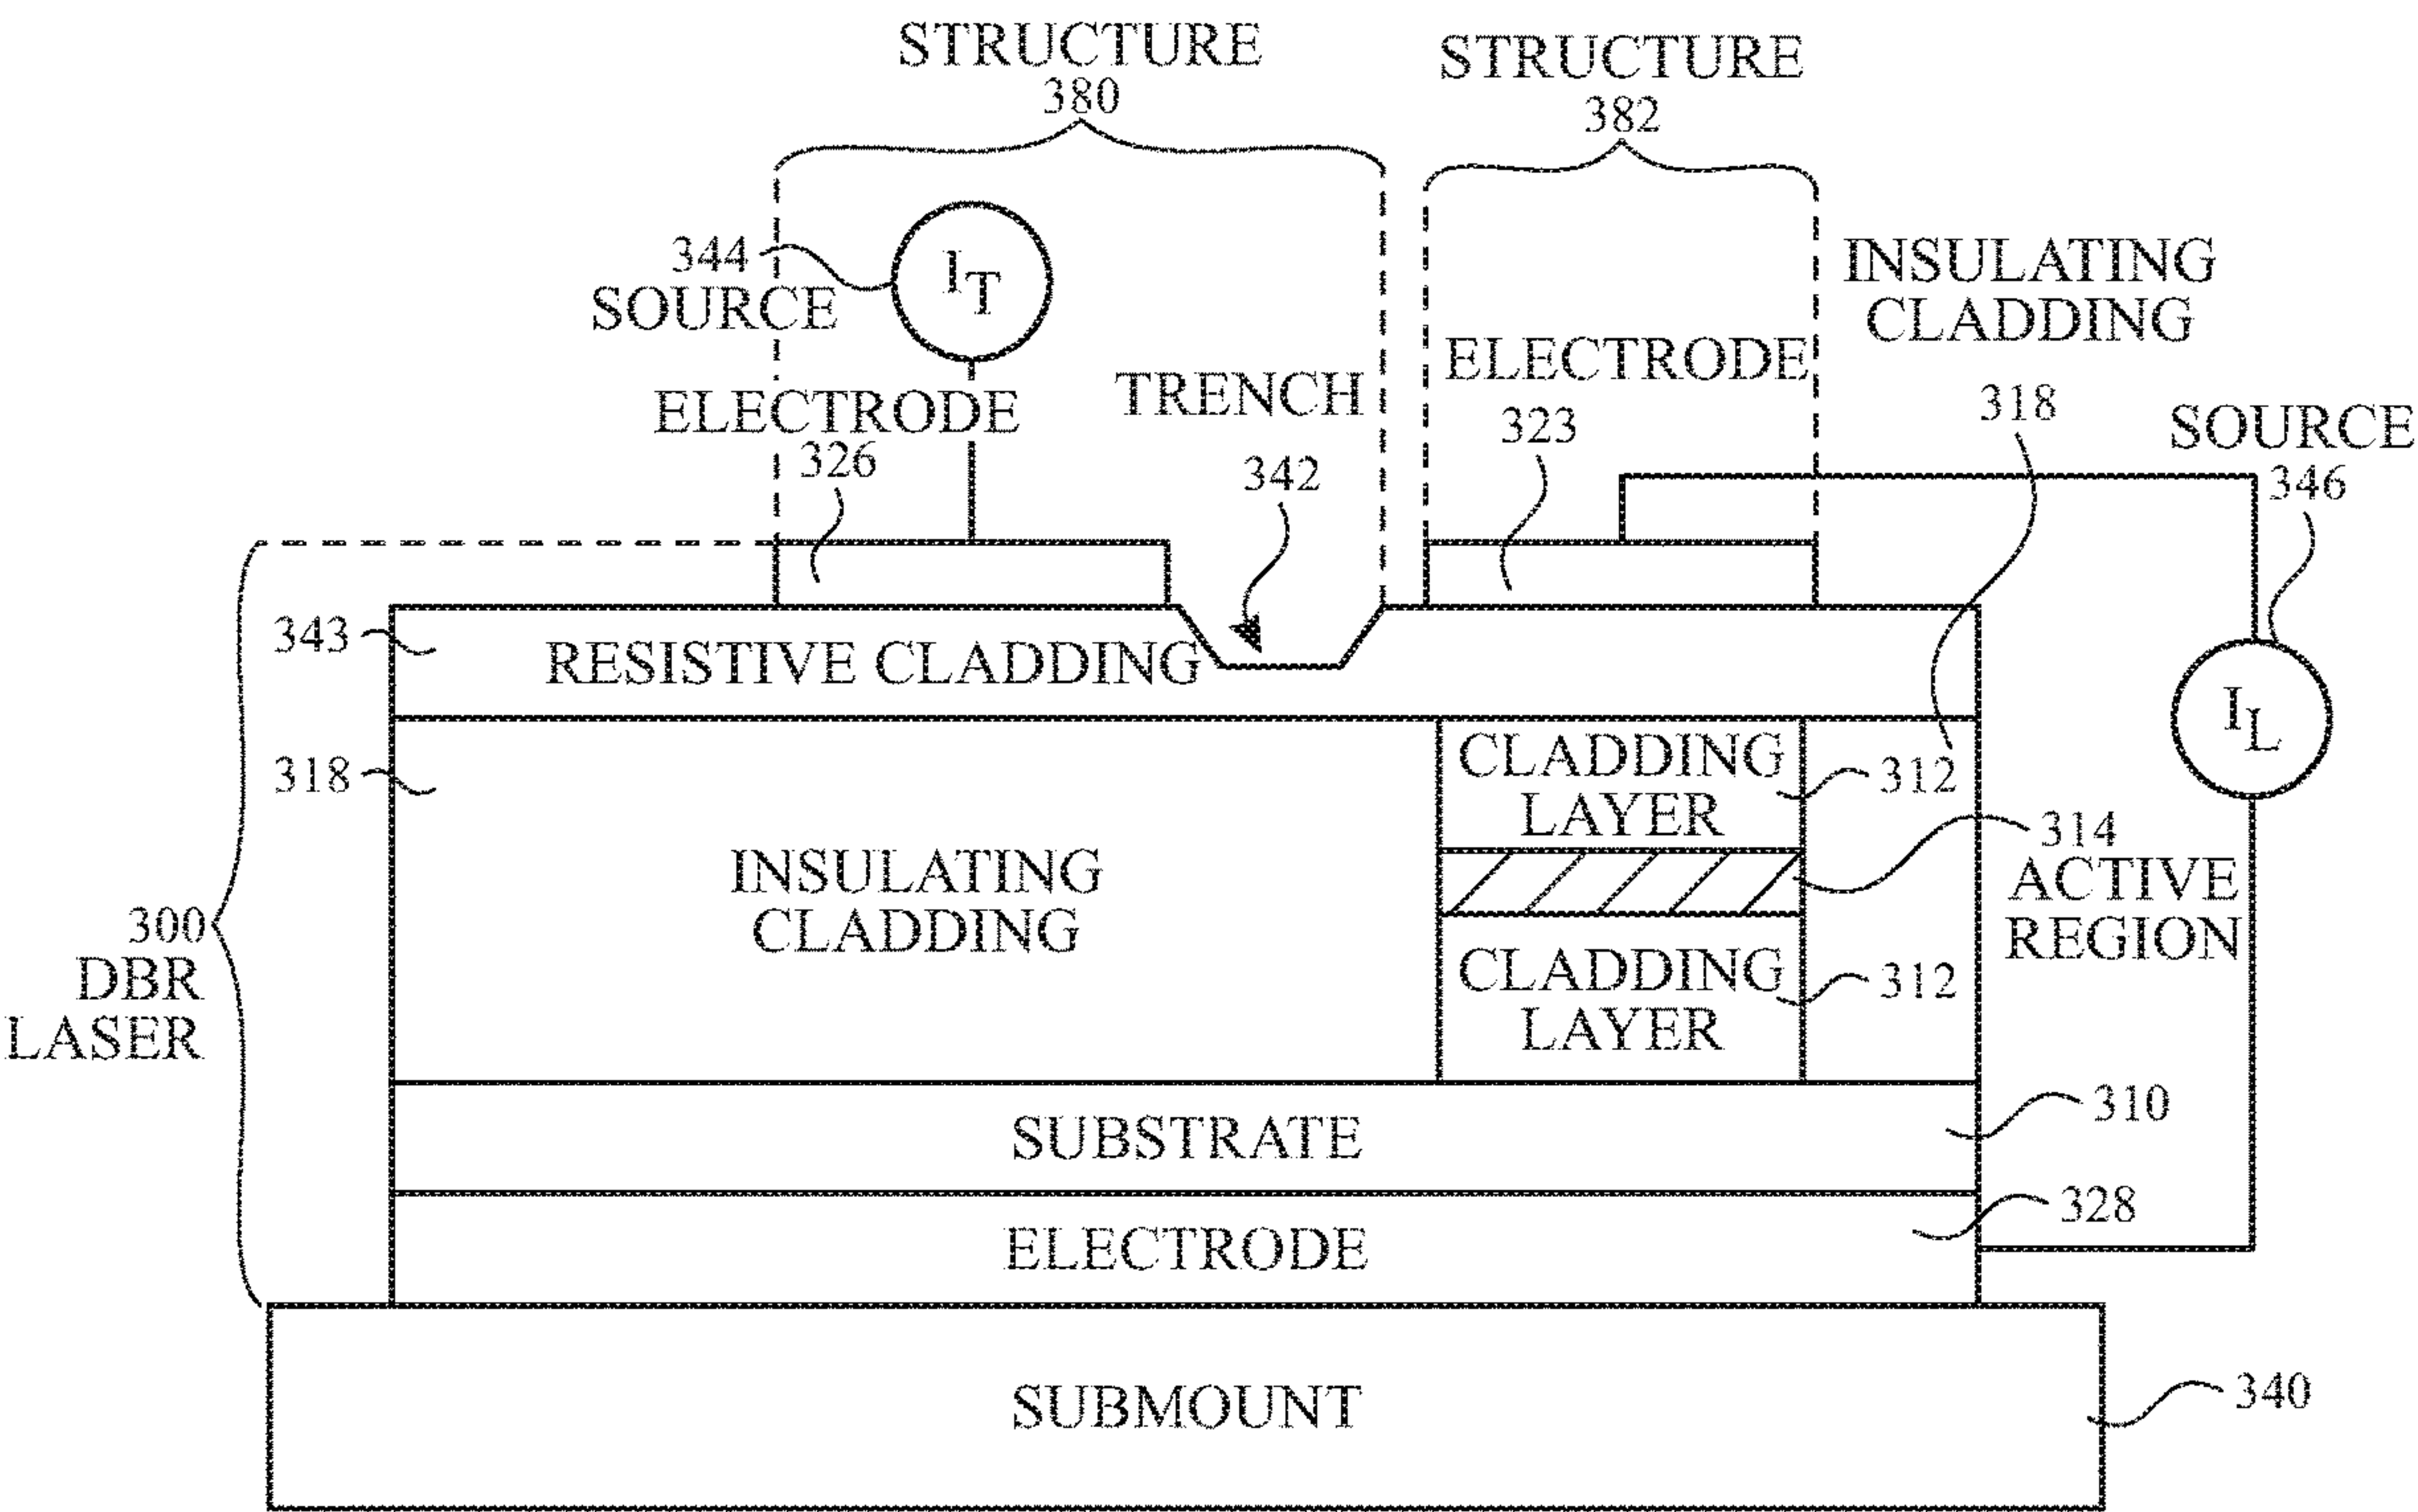 STRUCTURE
380
STRUCTURE
382
344
SOURCE
I_T
INSULATING
CLADDING
318
ELECTRODE
326
TRENCH
342
ELECTRODE
323
SOURCE
346
343
RESISTIVE CLADDING
I_L
318
CLADDING
LAYER
312
314
ACTIVE
REGION
INSULATING
CLADDING
300
DBR
LASER
CLADDING
LAYER
312
SUBSTRATE
310
ELECTRODE
328
SUBMOUNT
340